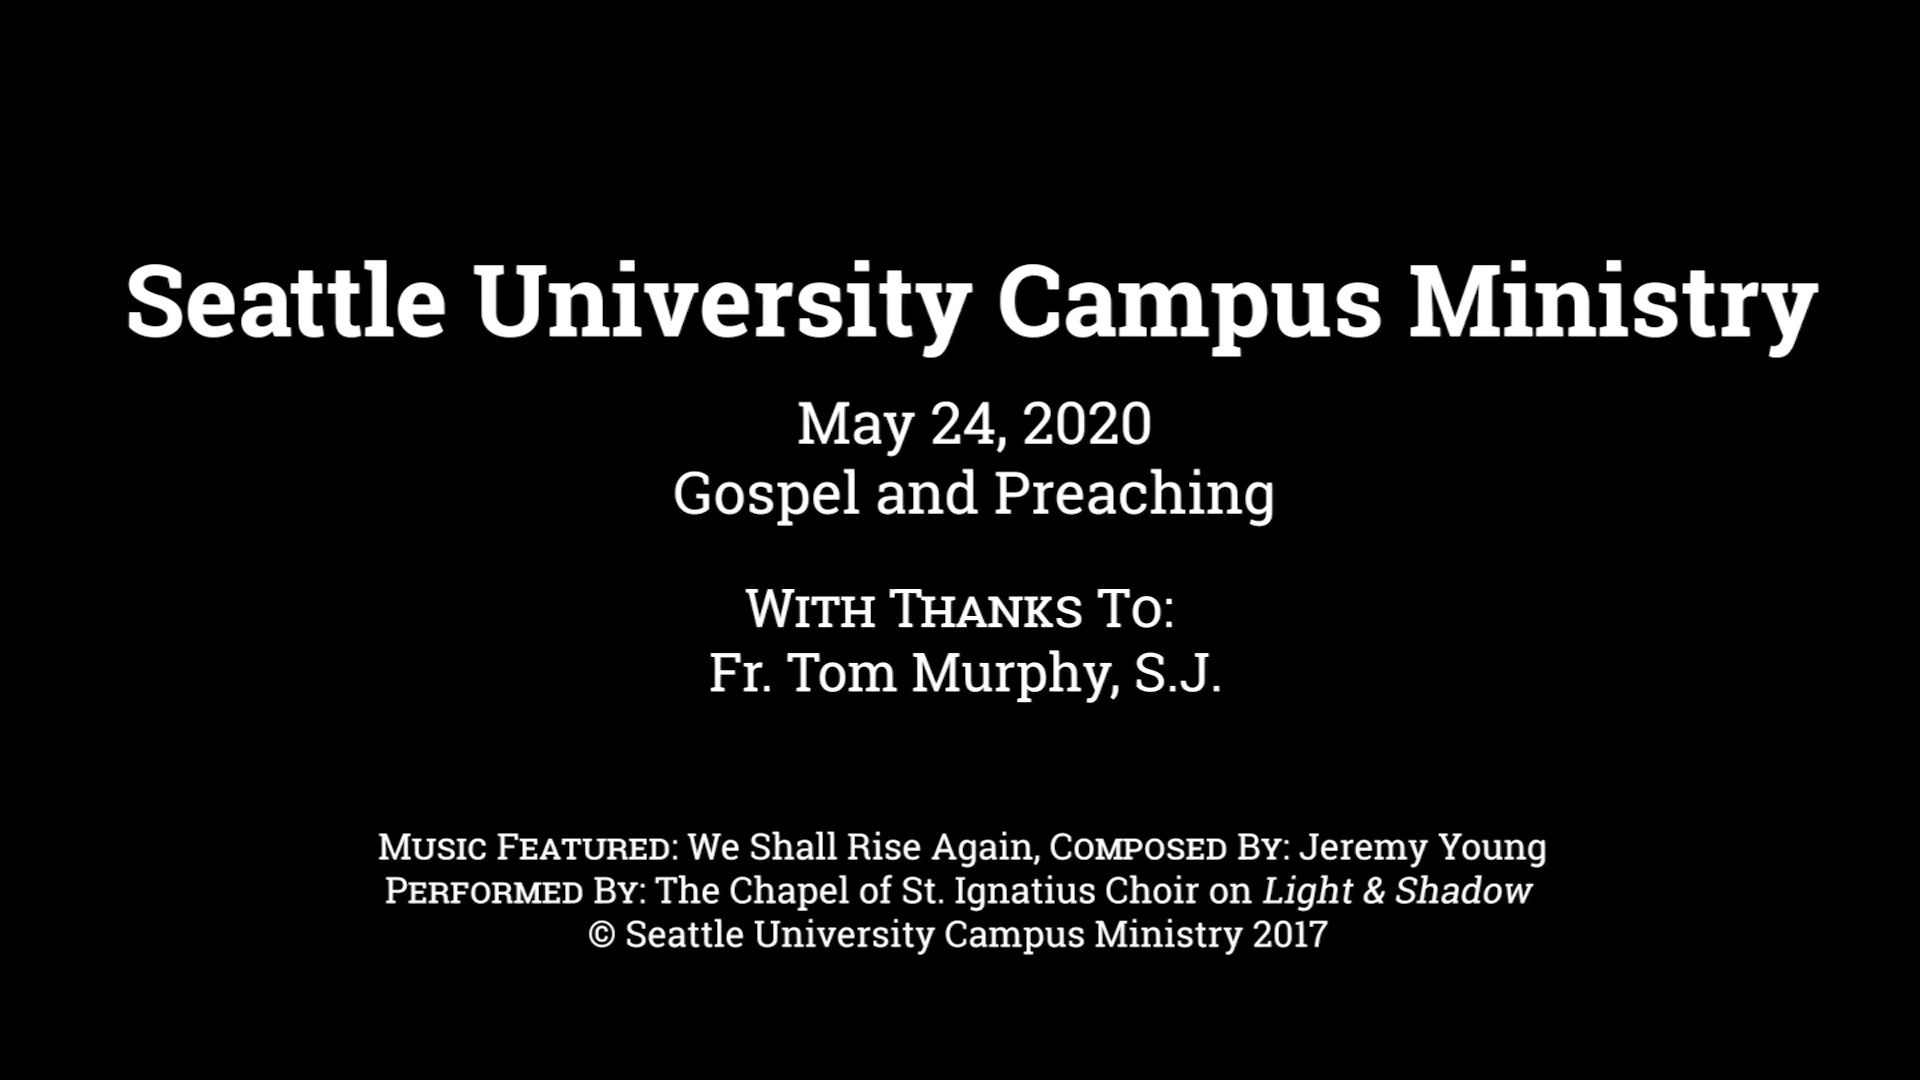 Seattle University Campus Ministry
May 24, 2020
Gospel and Preaching
With Thanks To:
Fr. Tom Murphy, S.J.
Music Featured: We Shall Rise Again, Composed By: Jeremy Young
Performed By: The Chapel of St. Ignatius Choir on Light & Shadow
© Seattle University Campus Ministry 2017